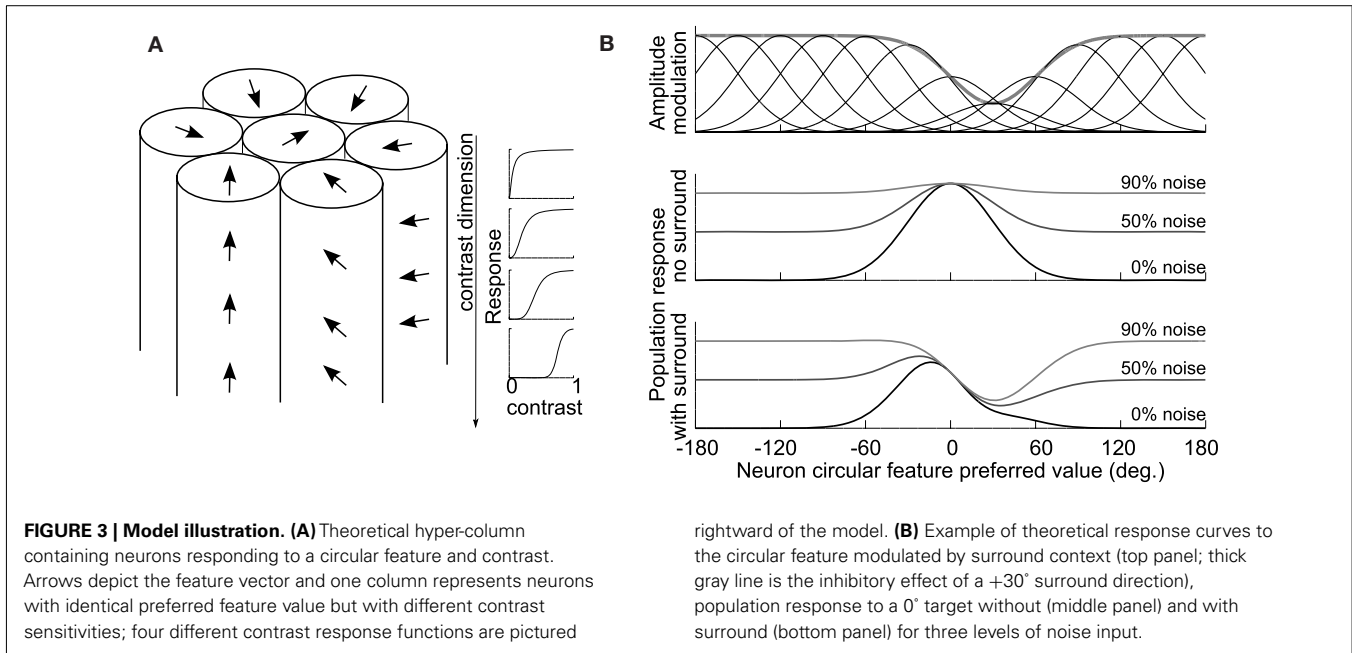 A
contrast dimension
Response
0 1
contrast
B
Amplitude
modulation
Population response
no surround
with surround
90% noise
50% noise
0% noise
90% noise
50% noise
0% noise
-180 -120 -60 0 60 120 180
Neuron circular feature preferred value (deg.)
FIGURE 3 | Model illustration. (A) Theoretical hyper-column
containing neurons responding to a circular feature and contrast.
Arrows depict the feature vector and one column represents neurons
with identical preferred feature value but with different contrast
sensitivities; four different contrast response functions are pictured
rightward of the model. (B) Example of theoretical response curves to
the circular feature modulated by surround context (top panel; thick
gray line is the inhibitory effect of a +30° surround direction),
population response to a 0° target without (middle panel) and with
surround (bottom panel) for three levels of noise input.